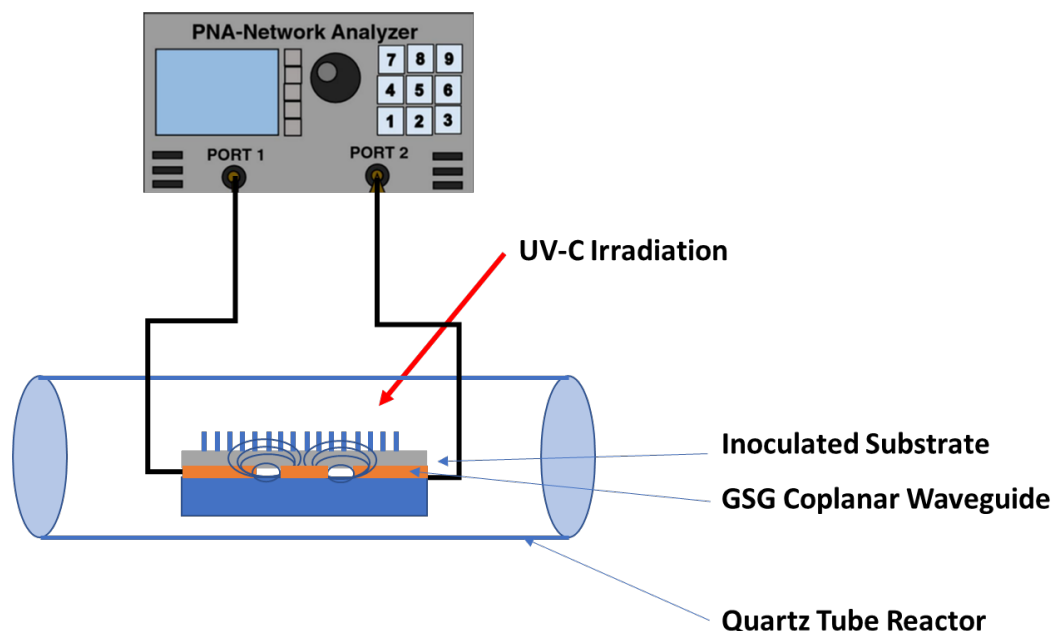 PNA-Network Analyzer
7 8 9
4 5 6
1 2 3
PORT 1 PORT 2
UV-C Irradiation
Inoculated Substrate
GSG Coplanar Waveguide
Quartz Tube Reactor